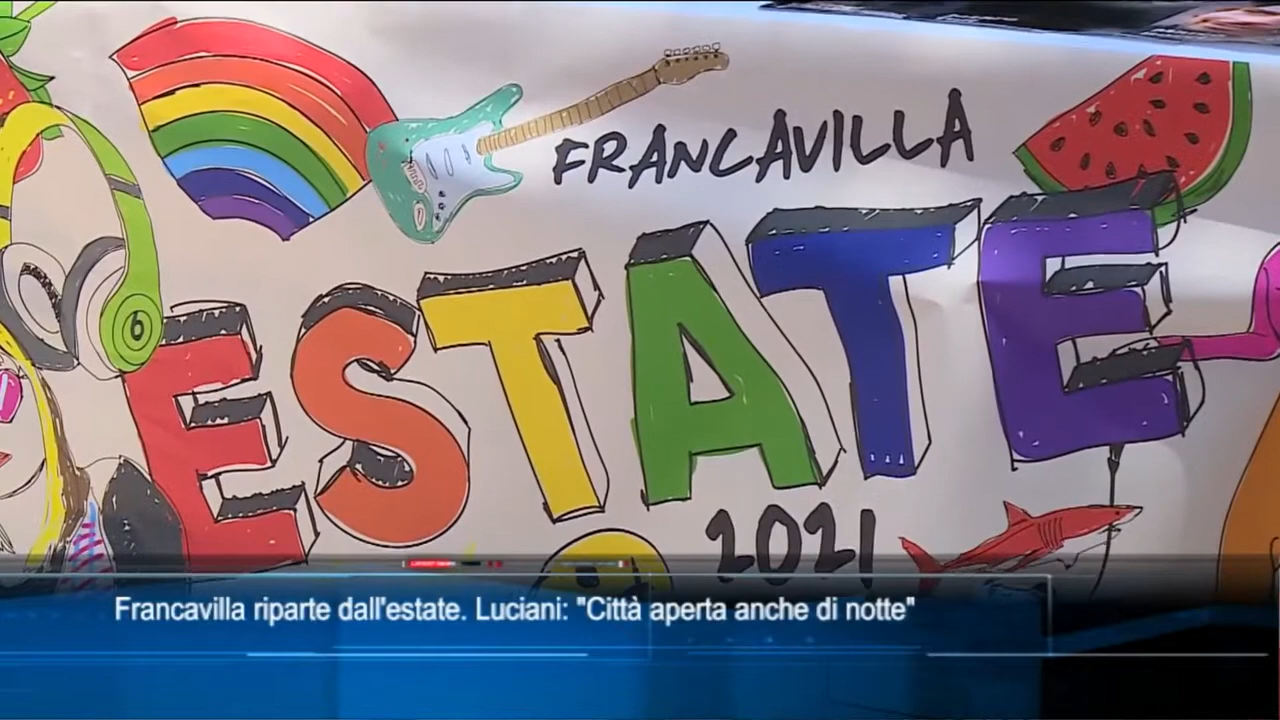 FRANCAVILLA
ESTATE
2021
b
Francavilla riparte dall'estate. Luciani: "Città aperta anche di notte"